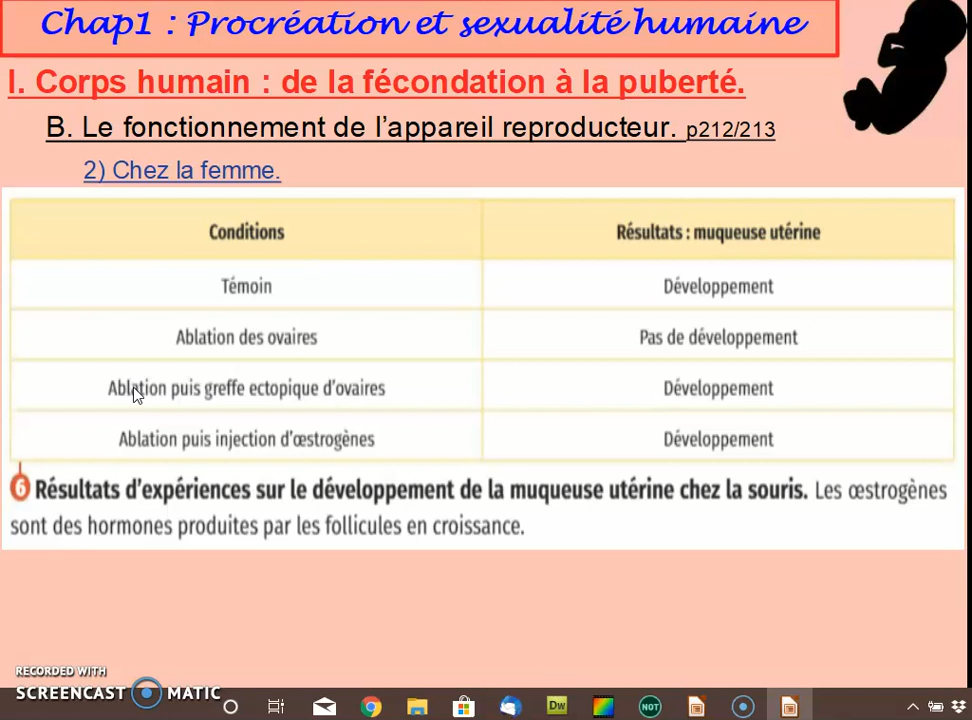 Chap1 : Procréation et sexualité humaine
I. Corps humain : de la fécondation à la puberté.
B. Le fonctionnement de l'appareil reproducteur. p212/213
2) Chez la femme.
Conditions Résultats : muqueuse utérine
Témoin Développement
Ablation des ovaires Pas de développement
Ablation puis greffe ectopique d'ovaires Développement
Ablation puis injection d'œstrogènes Développement
6 Résultats d'expériences sur le développement de la muqueuse utérine chez la souris. Les œstrogènes
sont des hormones produites par les follicules en croissance.
RECORDED WITH
SCREENCAST MATIC
Dw
NOT